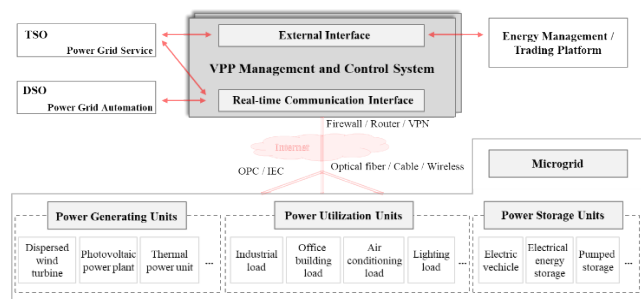 TSO
Power Grid Service
External Interface
Energy Management /
Trading Platform
VPP Management and Control System
DSO
Power Grid Automation
Real-time Communication Interface
Firewall / Router / VPN
Internet
OPC / IEC
Optical fiber / Cable / Wireless
Microgrid
Power Generating Units
Power Utilization Units
Power Storage Units
Dispersed
wind
turbine
Photovoltaic
power plant
Thermal
power unit
...
Industrial
load
Office
building
load
Air
conditioning
load
Lighting
load
...
Electric
vechicle
Electrical
energy
storage
Pumped
storage
...